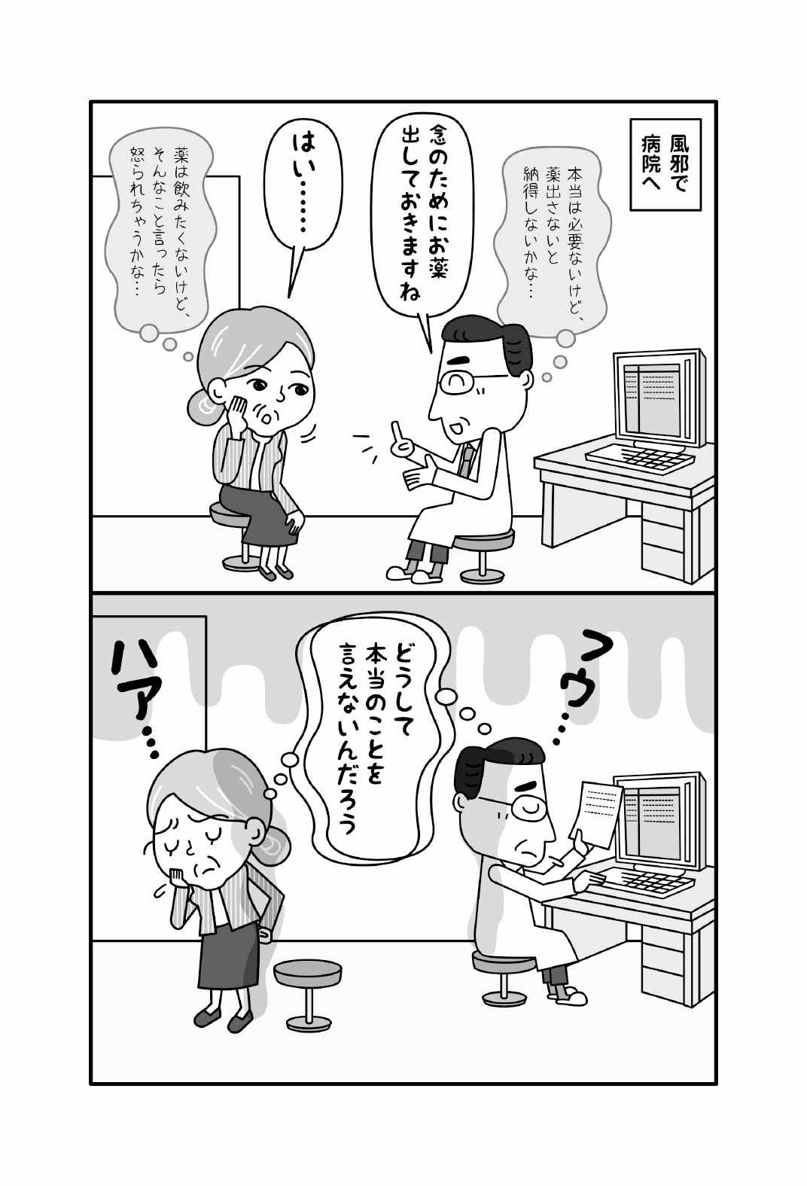 風邪で
病院へ
本当は必要ないけど、
薬出さないと
納得しないかな…
念のためにお薬
出しておきますね
はい……
薬は飲みたくないけど、
そんなこと言ったら
怒られちゃうかな…
フゥ…
どうして
本当のことを
言えないんだろう
ハァ…